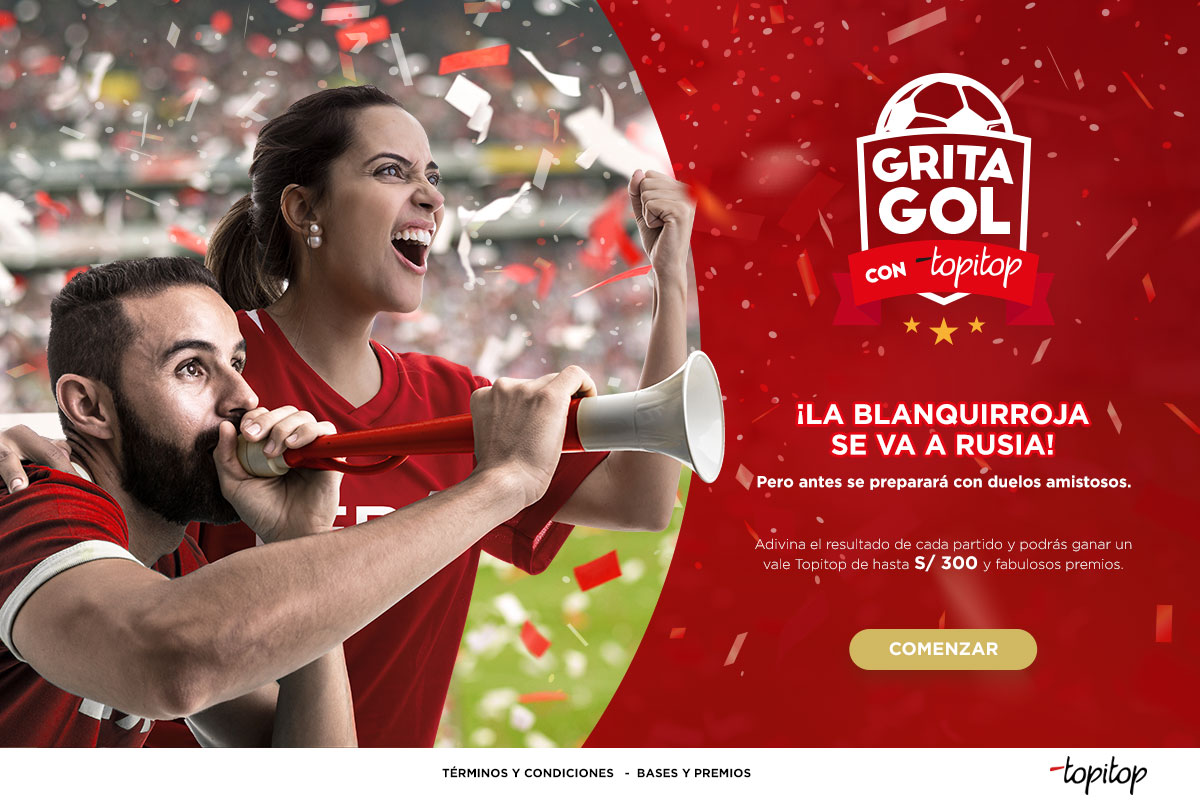 GRITA
GOL
CON topitop
¡LA BLANQUIRROJA
SE VA A RUSIA!
Pero antes se preparará con duelos amistosos.
Adivina el resultado de cada partido y podrás ganar un
vale Topitop de hasta S/ 300 y fabulosos premios.
COMENZAR
TÉRMINOS Y CONDICIONES - BASES Y PREMIOS
topitop